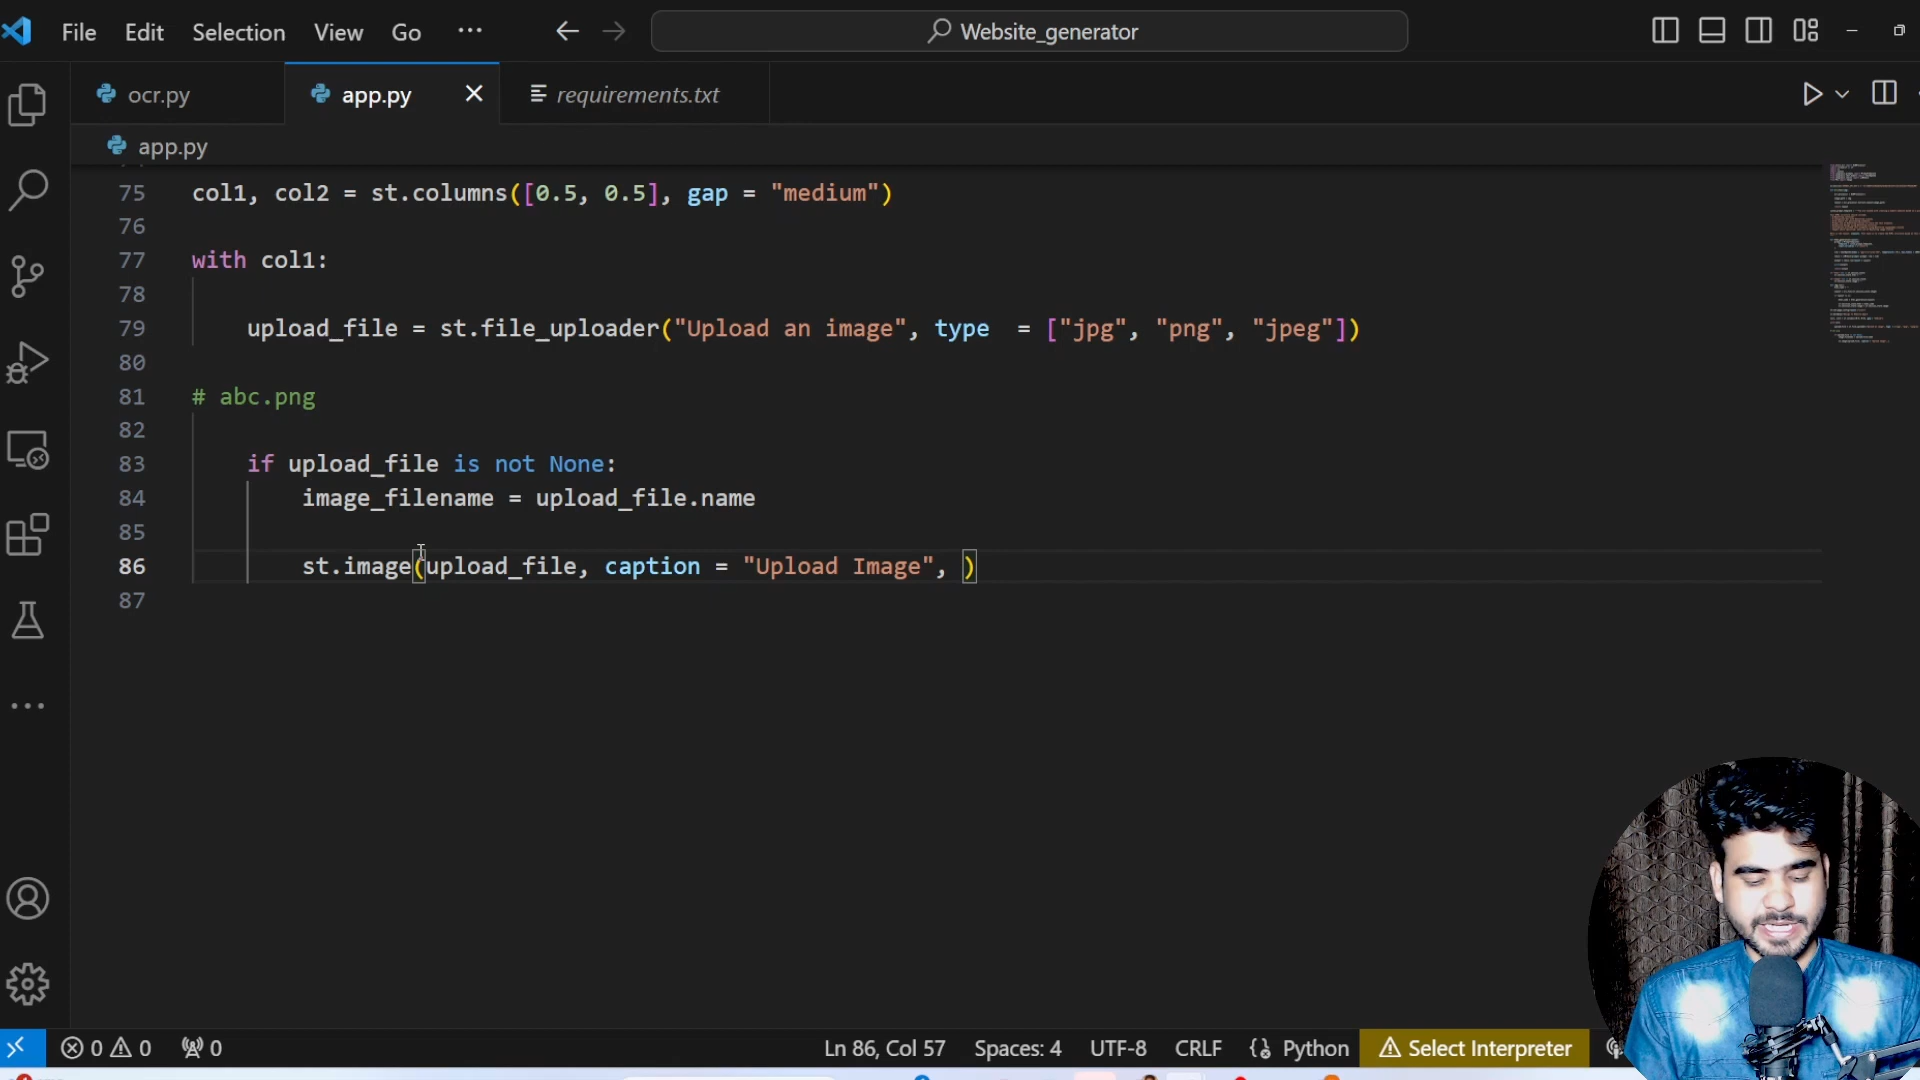 File Edit Selection View Go ... Website_generator
ocr.py app.py requirements.txt
app.py
75 col1, col2 = st.columns([0.5, 0.5], gap = "medium")
76
77 with col1:
78
79 upload_file = st.file_uploader("Upload an image", type  = ["jpg", "png", "jpeg"])
80
81 # abc.png
82
83 if upload_file is not None:
84 image_filename = upload_file.name
85
86 st.image(upload_file, caption = "Upload Image", )
87
0 0 0 Ln 86, Col 57 Spaces: 4 UTF-8 CRLF Python Select Interpreter